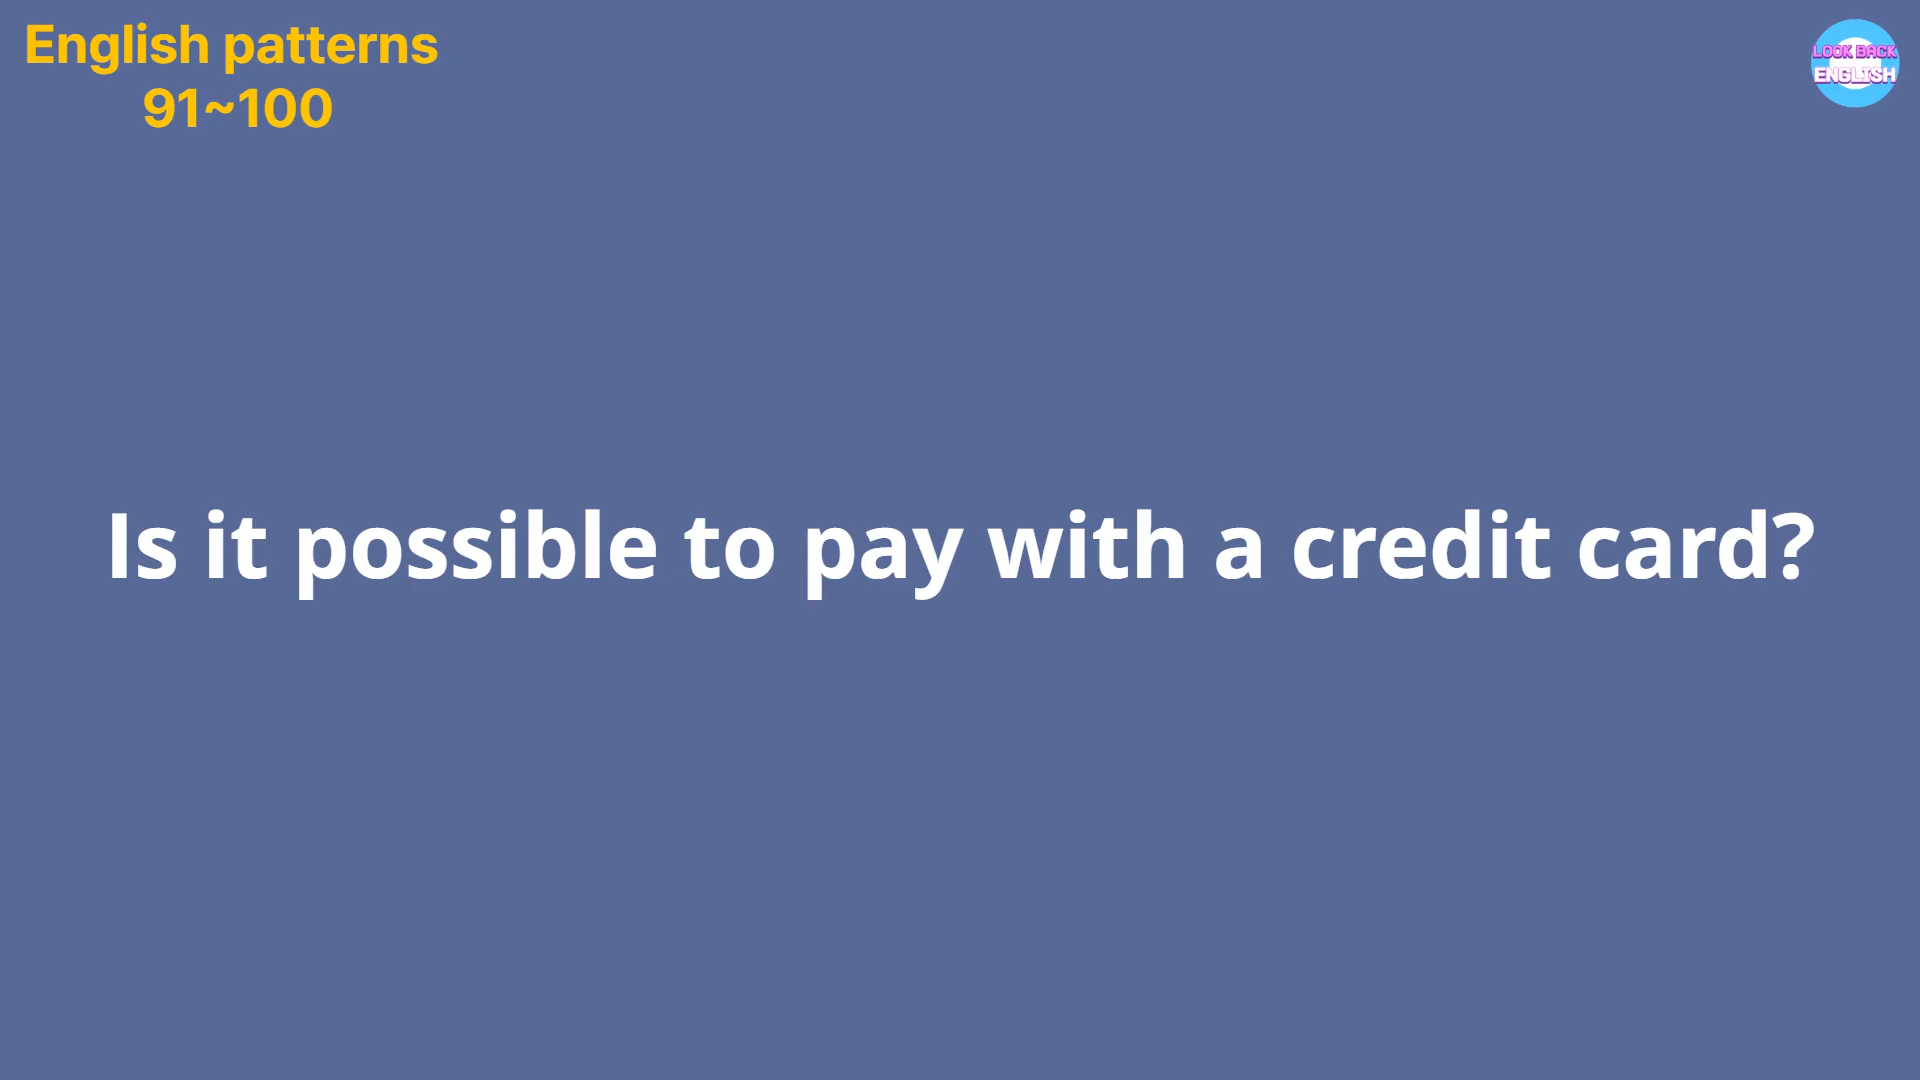 English patterns
91~100
LOOK BACK
ENGLISH
Is it possible to pay with a credit card?